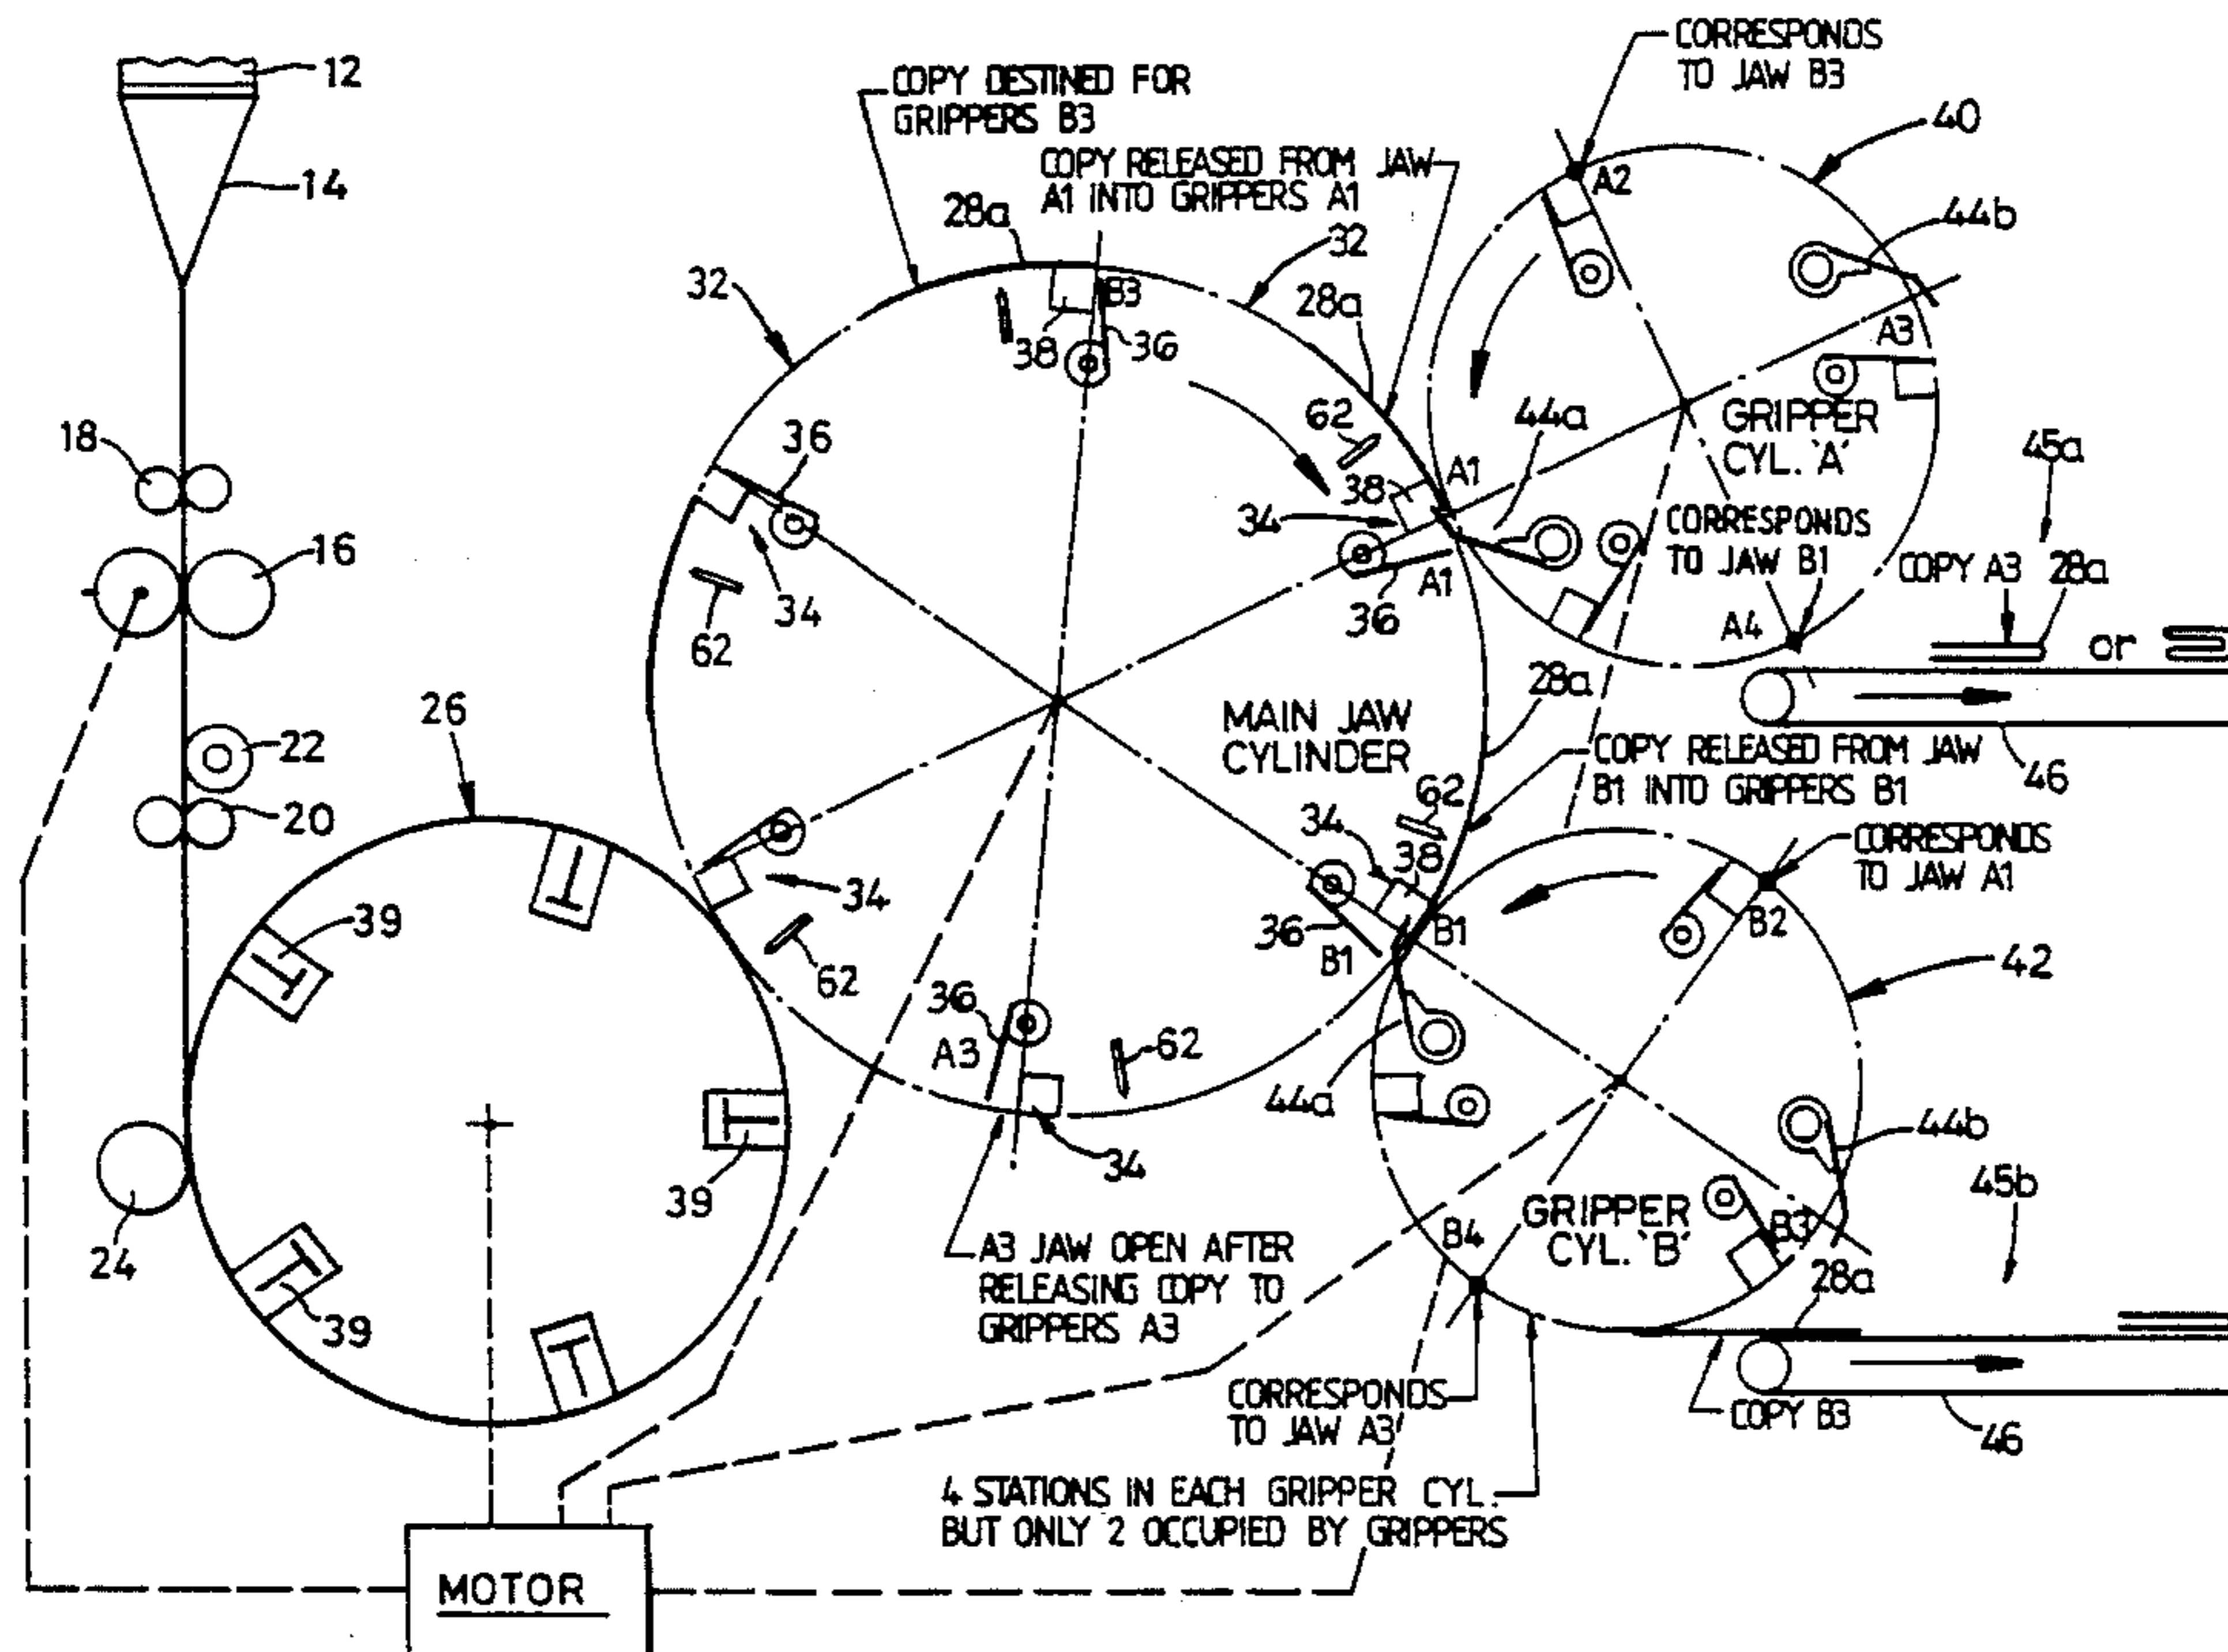 12
14
18
16
22
20
26
39
39
39
24
MOTOR
COPY DESTINED FOR
GRIPPERS B3
COPY RELEASED FROM JAW
A1 INTO GRIPPERS A1
28a
32
32
28a
B3
38
36
36
34
62
34
62
36
A3
62
34
A3 JAW OPEN AFTER
RELEASING COPY TO
GRIPPERS A3
MAIN JAW
CYLINDER
62
38
A1
34
36
A1
44a
28a
COPY RELEASED FROM JAW
B1 INTO GRIPPERS B1
62
34
38
36
B1
B1
44a
CORRESPONDS
TO JAW B3
40
A2
44b
A3
GRIPPER
CYL. 'A'
CORRESPONDS
TO JAW B1
A4
45a
COPY A3
28a
or
46
CORRESPONDS
TO JAW A1
B2
42
44b
45b
GRIPPER
CYL. 'B'
B3
B4
28a
COPY B3
46
CORRESPONDS
TO JAW A3
4 STATIONS IN EACH GRIPPER CYL.
BUT ONLY 2 OCCUPIED BY GRIPPERS